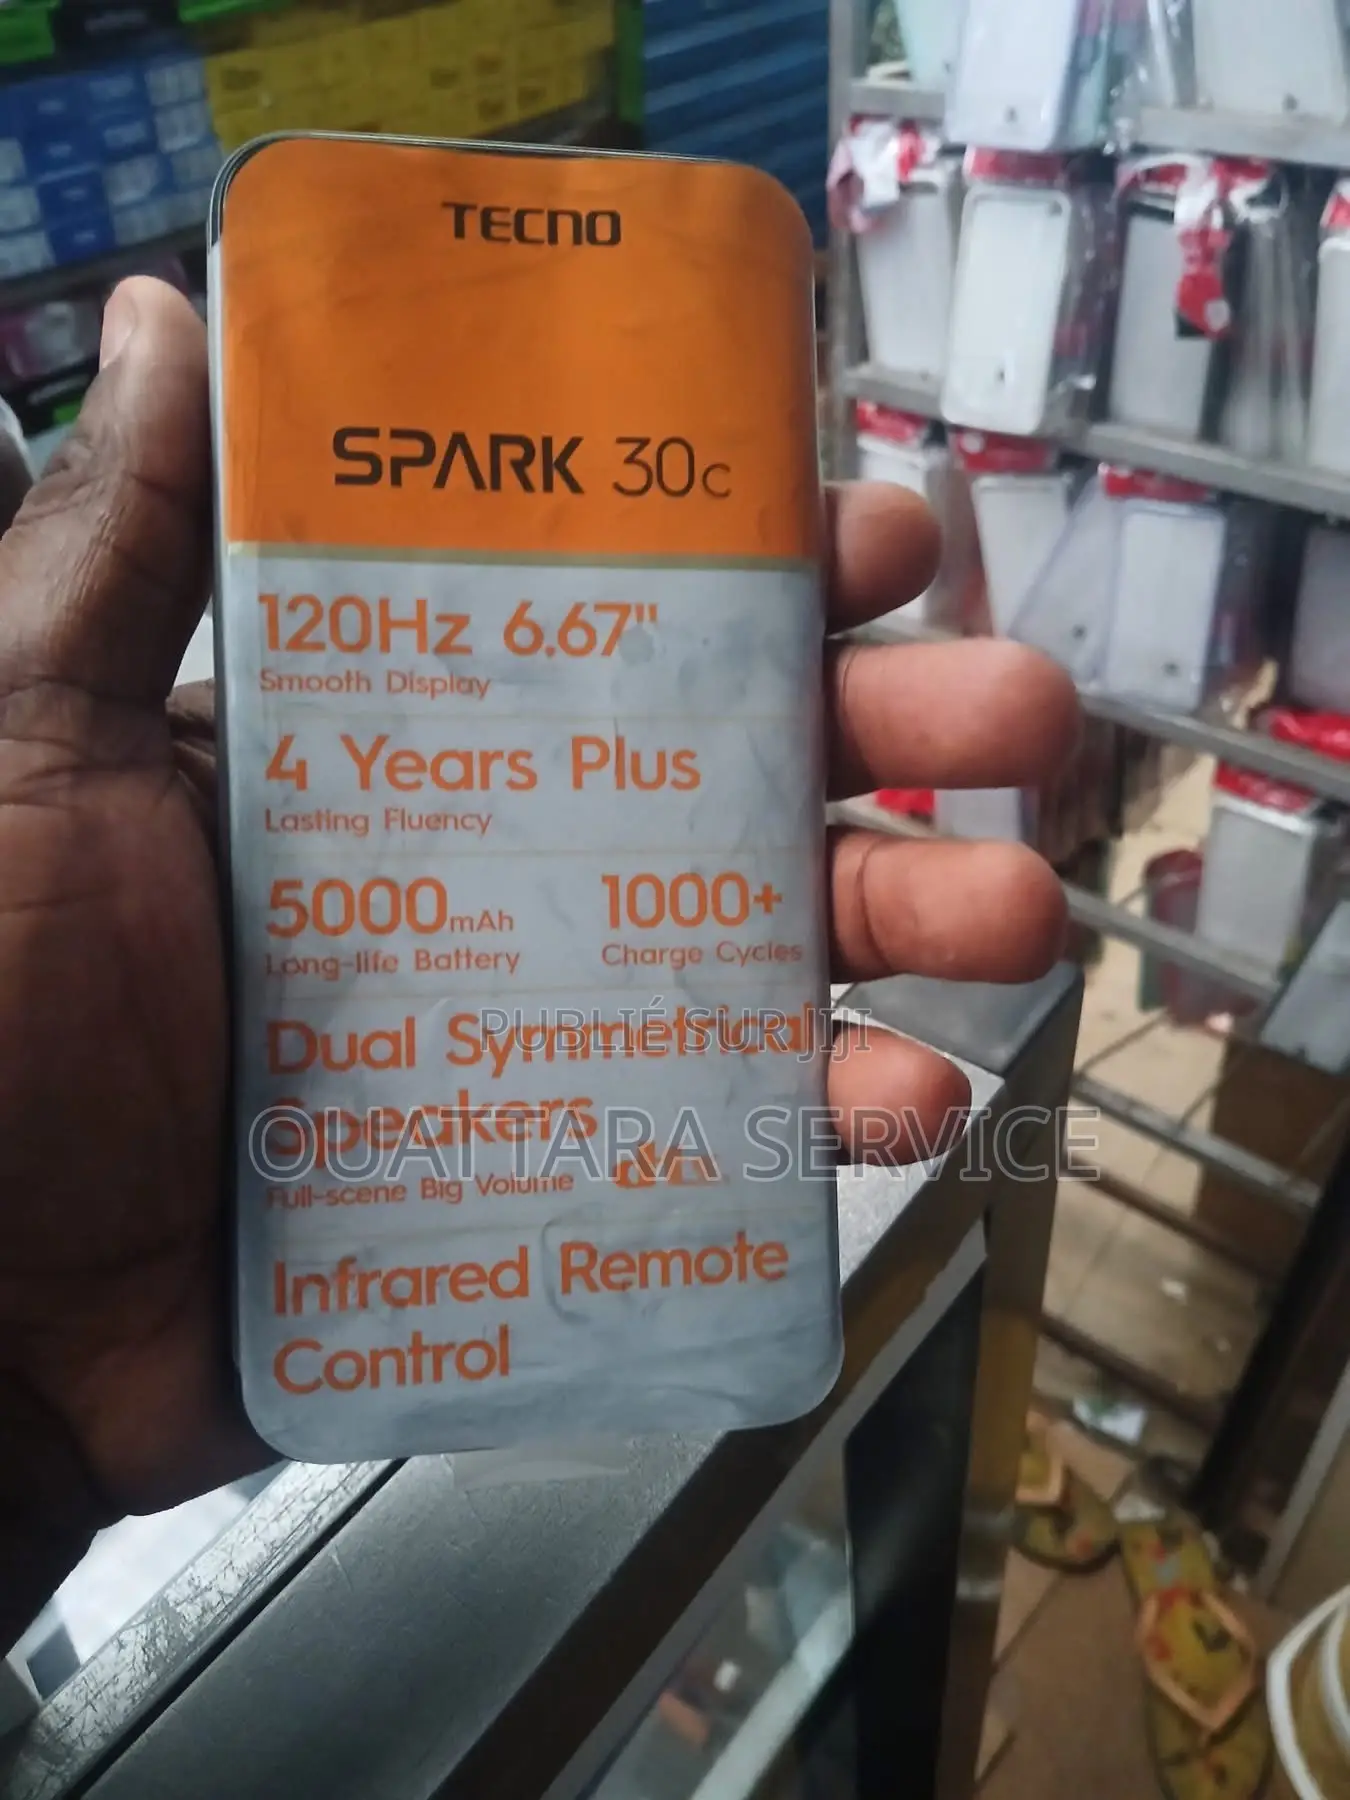 TECNO
SPARK 30c
120Hz 6.67"
Smooth Display
4 Years Plus
Lasting Fluency
5000mAh 1000+
Long-life Battery Charge Cycles
Dual Symmetrical
PUBLIÉ SUR JIJI
Speakers
OUATTARA SERVICE
Full-scene Big Volume
Infrared Remote
Control